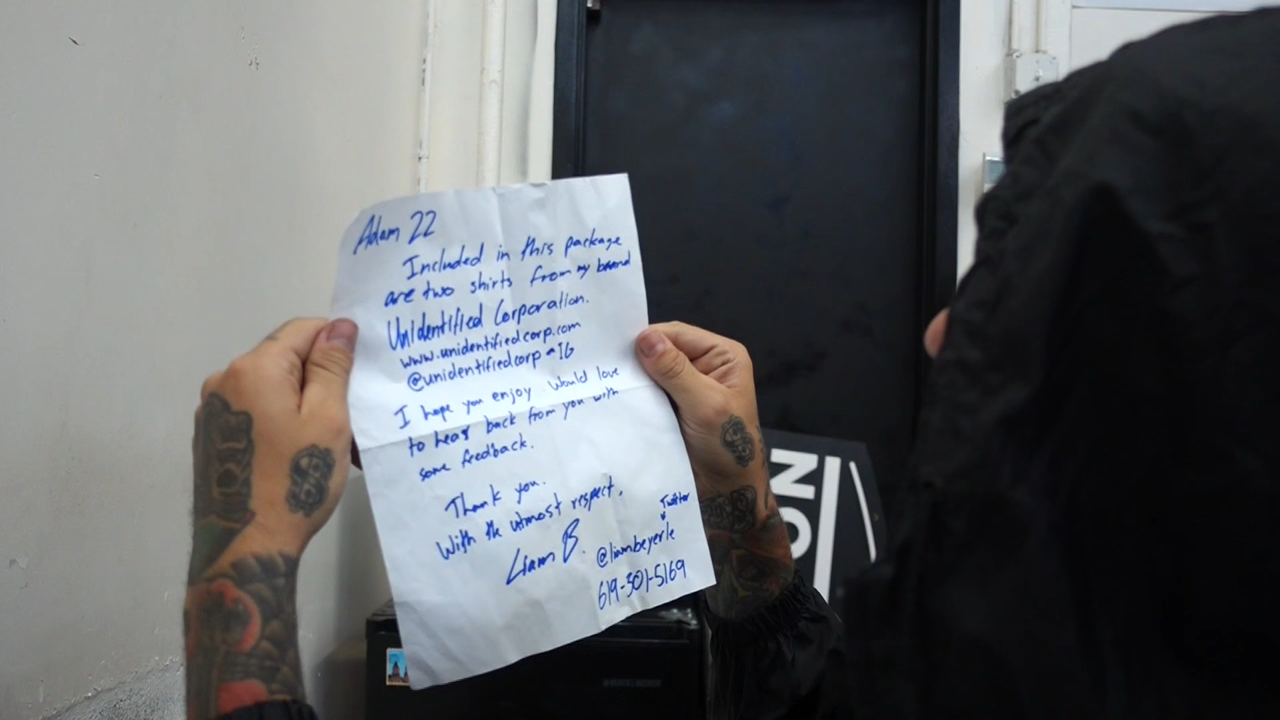 Adam 22
Included in this package
are two shirts from my brand
Unidentified Corporation.
www.unidentifiedcorp.com
@unidentifiedcorp - IG
I hope you enjoy would love
to hear back from you with
some feedback.
Thank you.
With the utmost respect.
Liam B.
Twitter
@liambeyerle
619-301-5169
ON